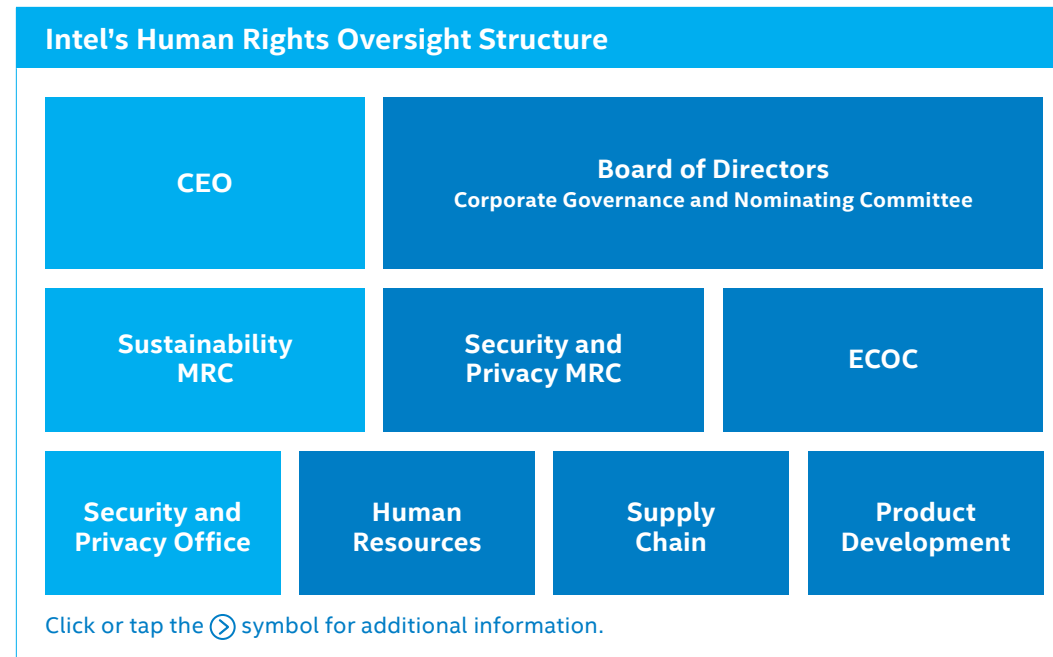 Intel’s Human Rights Oversight Structure
CEO
Board of Directors
Corporate Governance and Nominating Committee
Sustainability
MRC
Security and
Privacy MRC
ECOC
Security and
Privacy Office
Human
Resources
Supply
Chain
Product
Development
Click or tap the symbol for additional information.